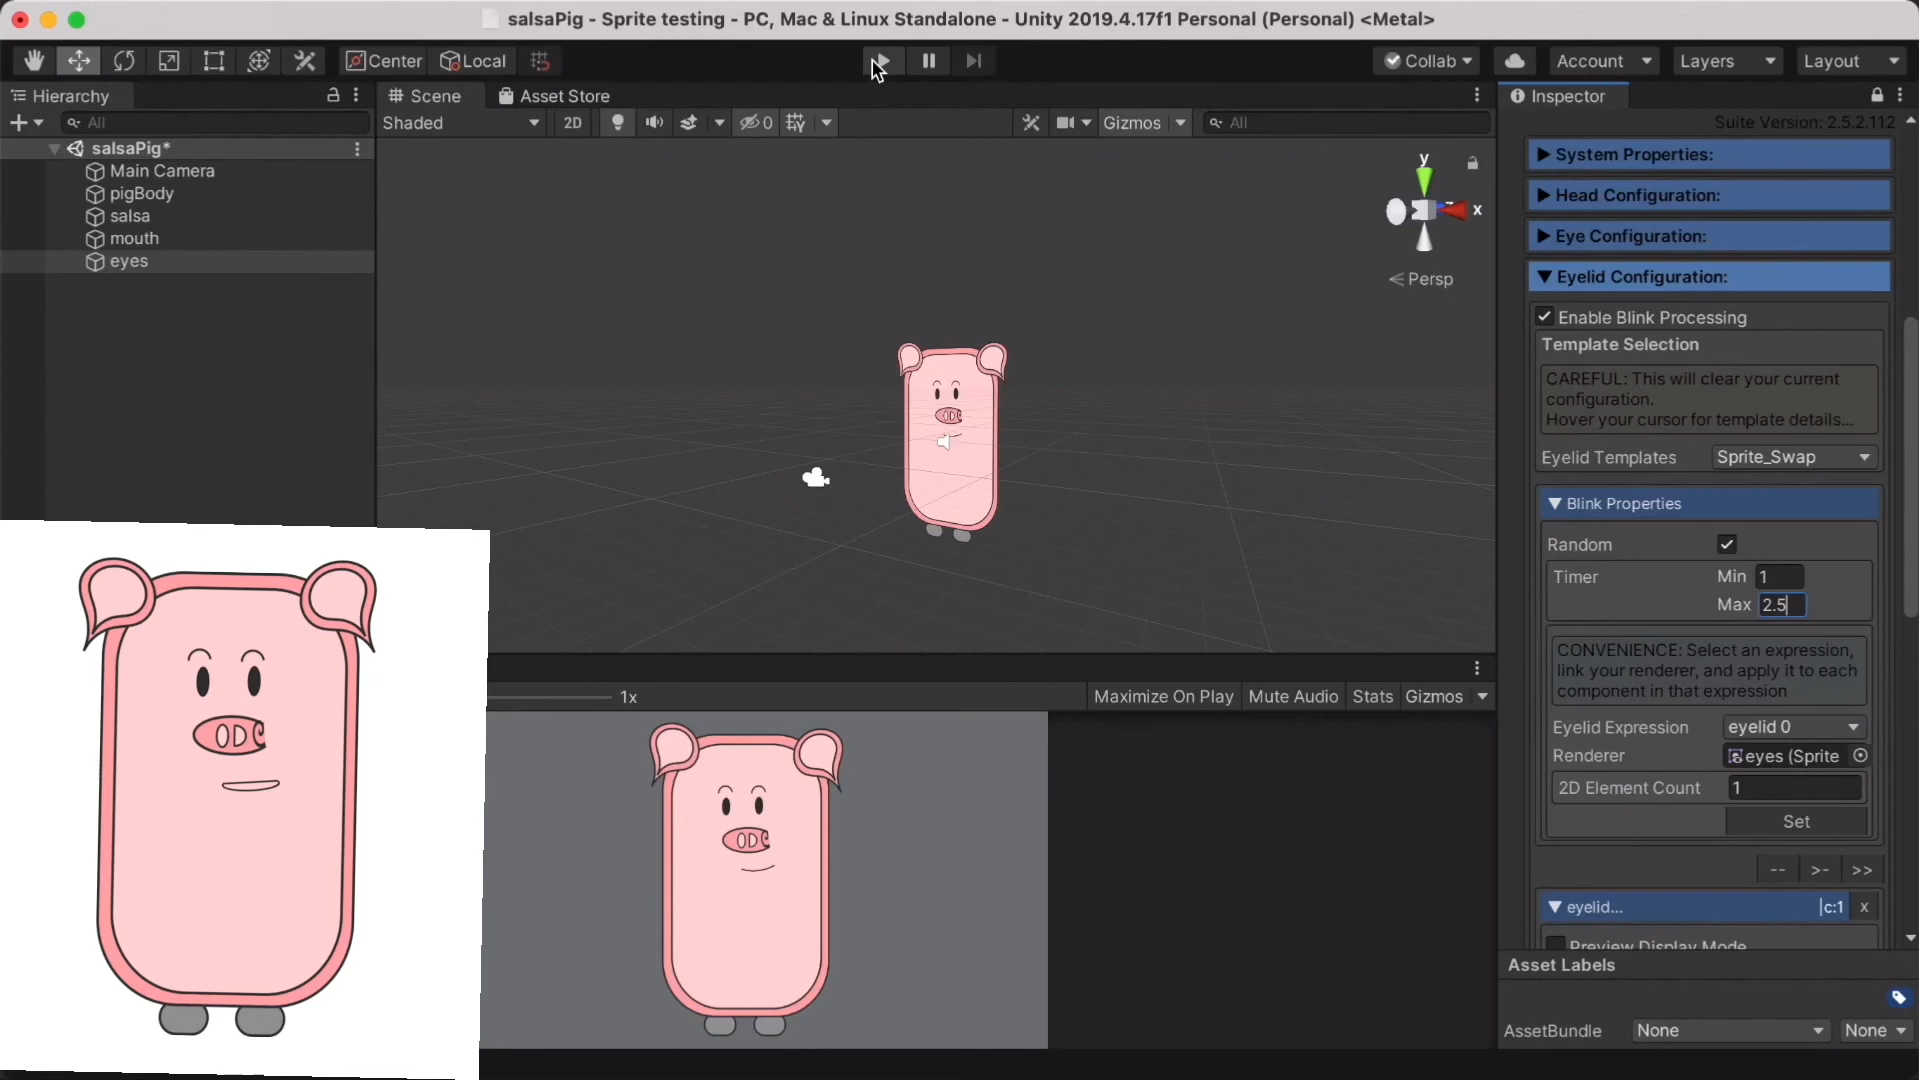 salsaPig - Sprite testing - PC, Mac & Linux Standalone - Unity 2019.4.17f1 Personal (Personal) <Metal>
Center
Local
Collab
Account
Layers
Layout
Hierarchy
Scene
Asset Store
Inspector
All
Shaded
2D
0
Gizmos
All
Suite Version: 2.5.2.112
salsaPig*
Main Camera
pigBody
salsa
mouth
eyes
y
x
Persp
System Properties:
Head Configuration:
Eye Configuration:
Eyelid Configuration:
Enable Blink Processing
Template Selection
CAREFUL: This will clear your current
configuration.
Hover your cursor for template details...
Eyelid Templates Sprite_Swap
Blink Properties
Random
Timer Min 1
Max 2.5
CONVENIENCE: Select an expression,
link your renderer, and apply it to each
component in that expression
Eyelid Expression eyelid 0
Renderer eyes (Sprite
2D Element Count 1
Set
-- >- >>
eyelid... |c:1 x
Preview Display Mode
1x
Maximize On Play Mute Audio Stats Gizmos
Asset Labels
AssetBundle None None